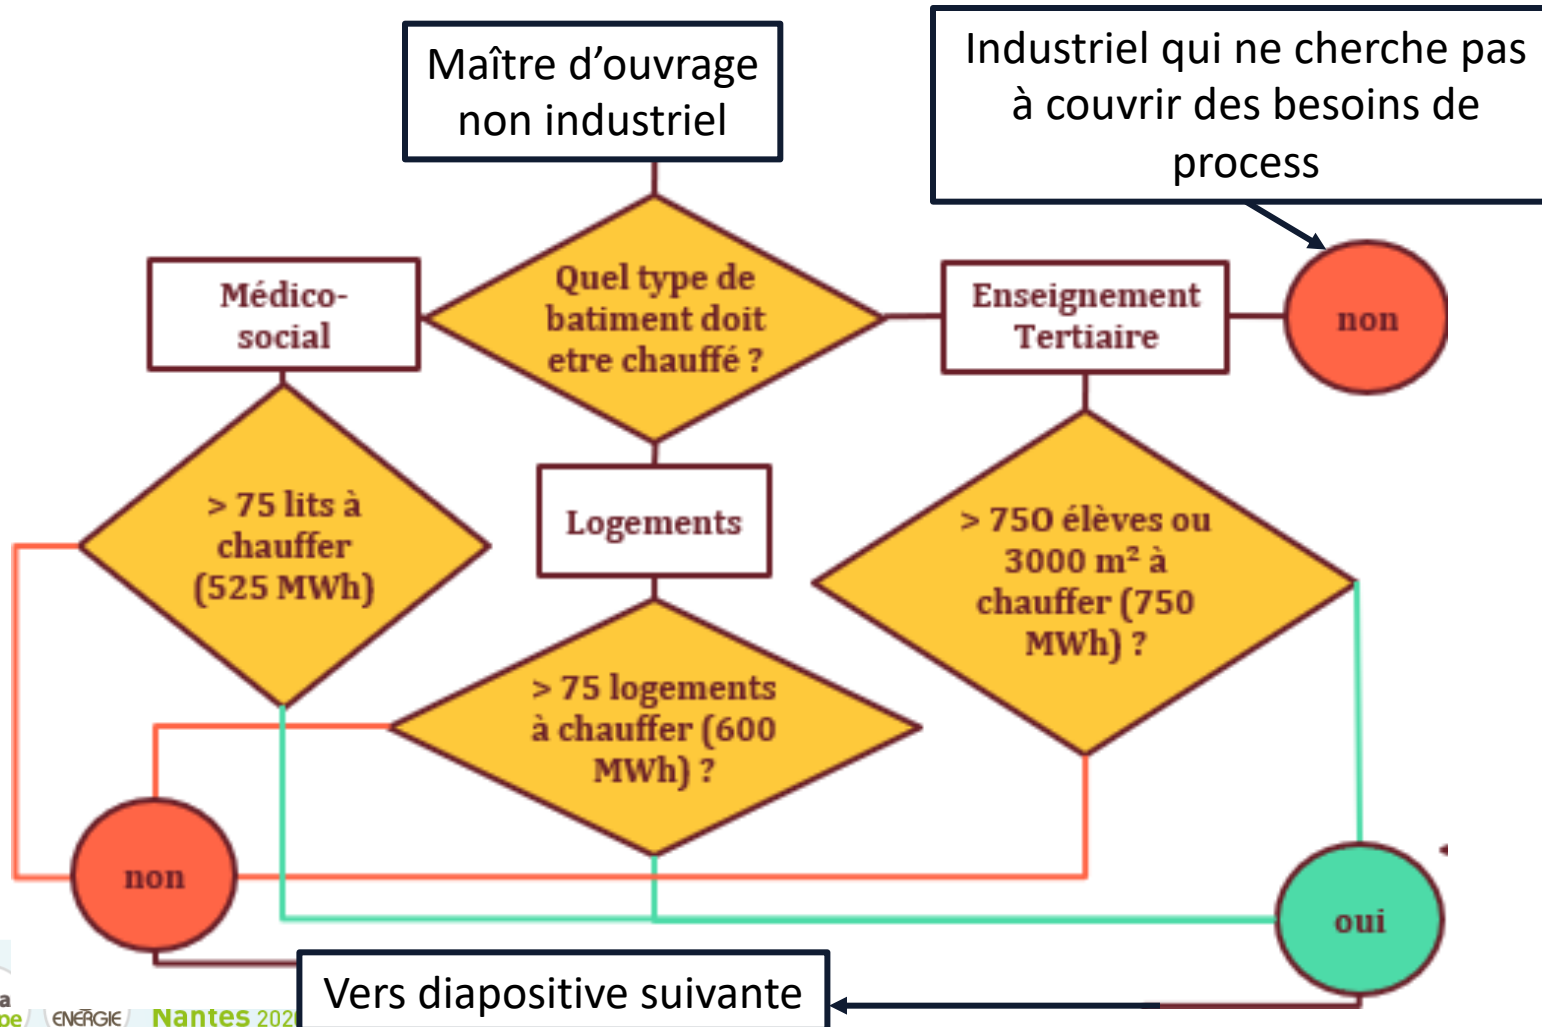 Maître d’ouvrage
non industriel
Industriel qui ne cherche pas
à couvrir des besoins de
process
Médico-
social
Quel type de
batiment doit
etre chauffé ?
Enseignement
Tertiaire
non
> 75 lits à
chauffer
(525 MWh)
Logements
> 750 élèves ou
3000 m² à
chauffer (750
MWh) ?
> 75 logements
à chauffer (600
MWh) ?
non
oui
Vers diapositive suivante
ENERGIE
Nantes